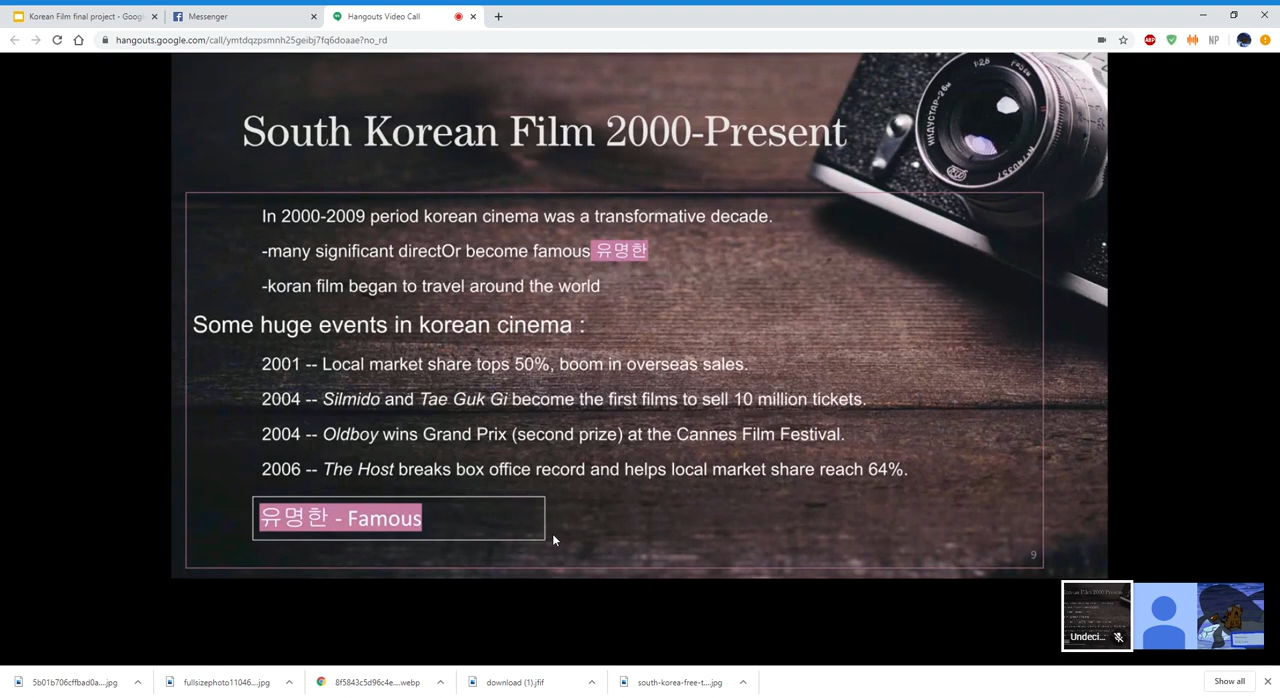 Korean Film final project - Googl
Messenger
Hangouts Video Call
hangouts.google.com/call/ymtdqzpsmnh25geibj7fq6doaae?no_rd
ABP
NP
South Korean Film 2000-Present
ИНДУСТАР-26м
In 2000-2009 period korean cinema was a transformative decade.
-many significant directOr become famous 유명한
-koran film began to travel around the world
Some huge events in korean cinema :
2001 -- Local market share tops 50%, boom in overseas sales.
2004 -- Silmido and Tae Guk Gi become the first films to sell 10 million tickets.
2004 -- Oldboy wins Grand Prix (second prize) at the Cannes Film Festival.
2006 -- The Host breaks box office record and helps local market share reach 64%.
유명한 - Famous
9
Undeci...
5b01b706cffbad0a....jpg
fullsizephoto11046....jpg
8f5843c5d96c4e....webp
download (1).jfif
south-korea-free-t....jpg
Show all